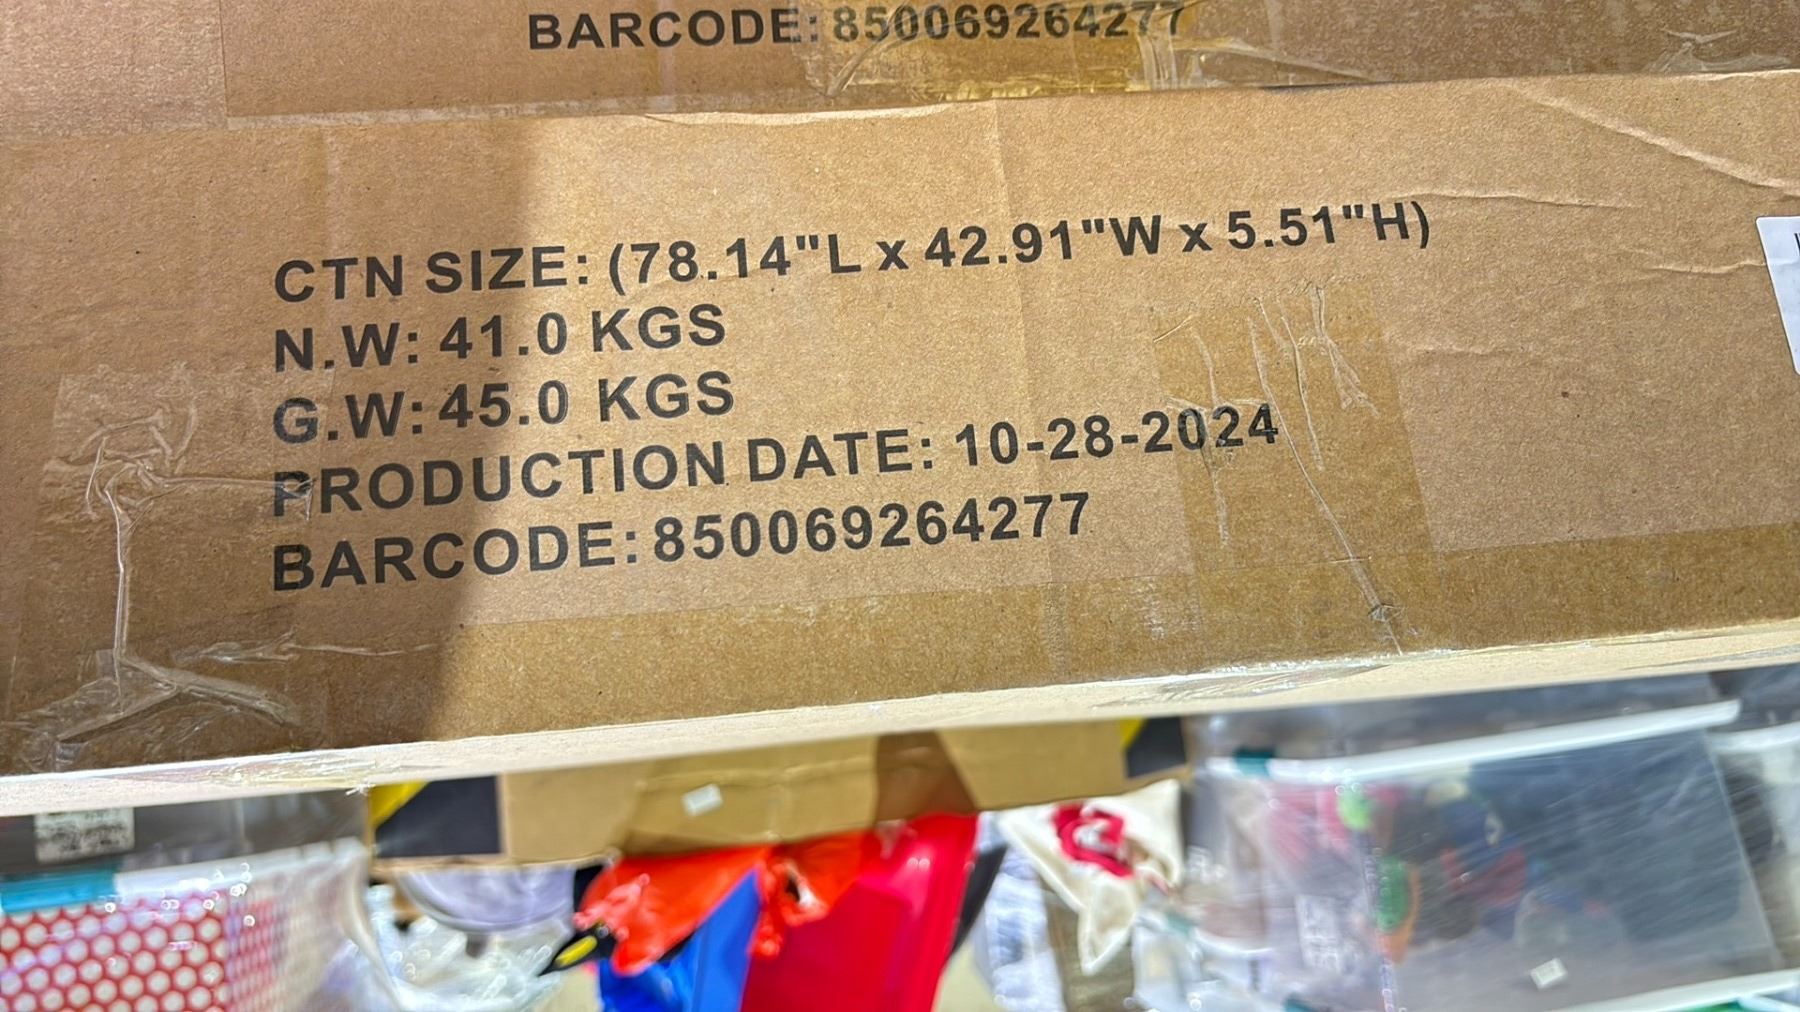 BARCODE: 850069264277
CTN SIZE: (78.14"L x 42.91"W x 5.51"H)
N.W: 41.0 KGS
G.W: 45.0 KGS
PRODUCTION DATE: 10-28-2024
BARCODE: 850069264277